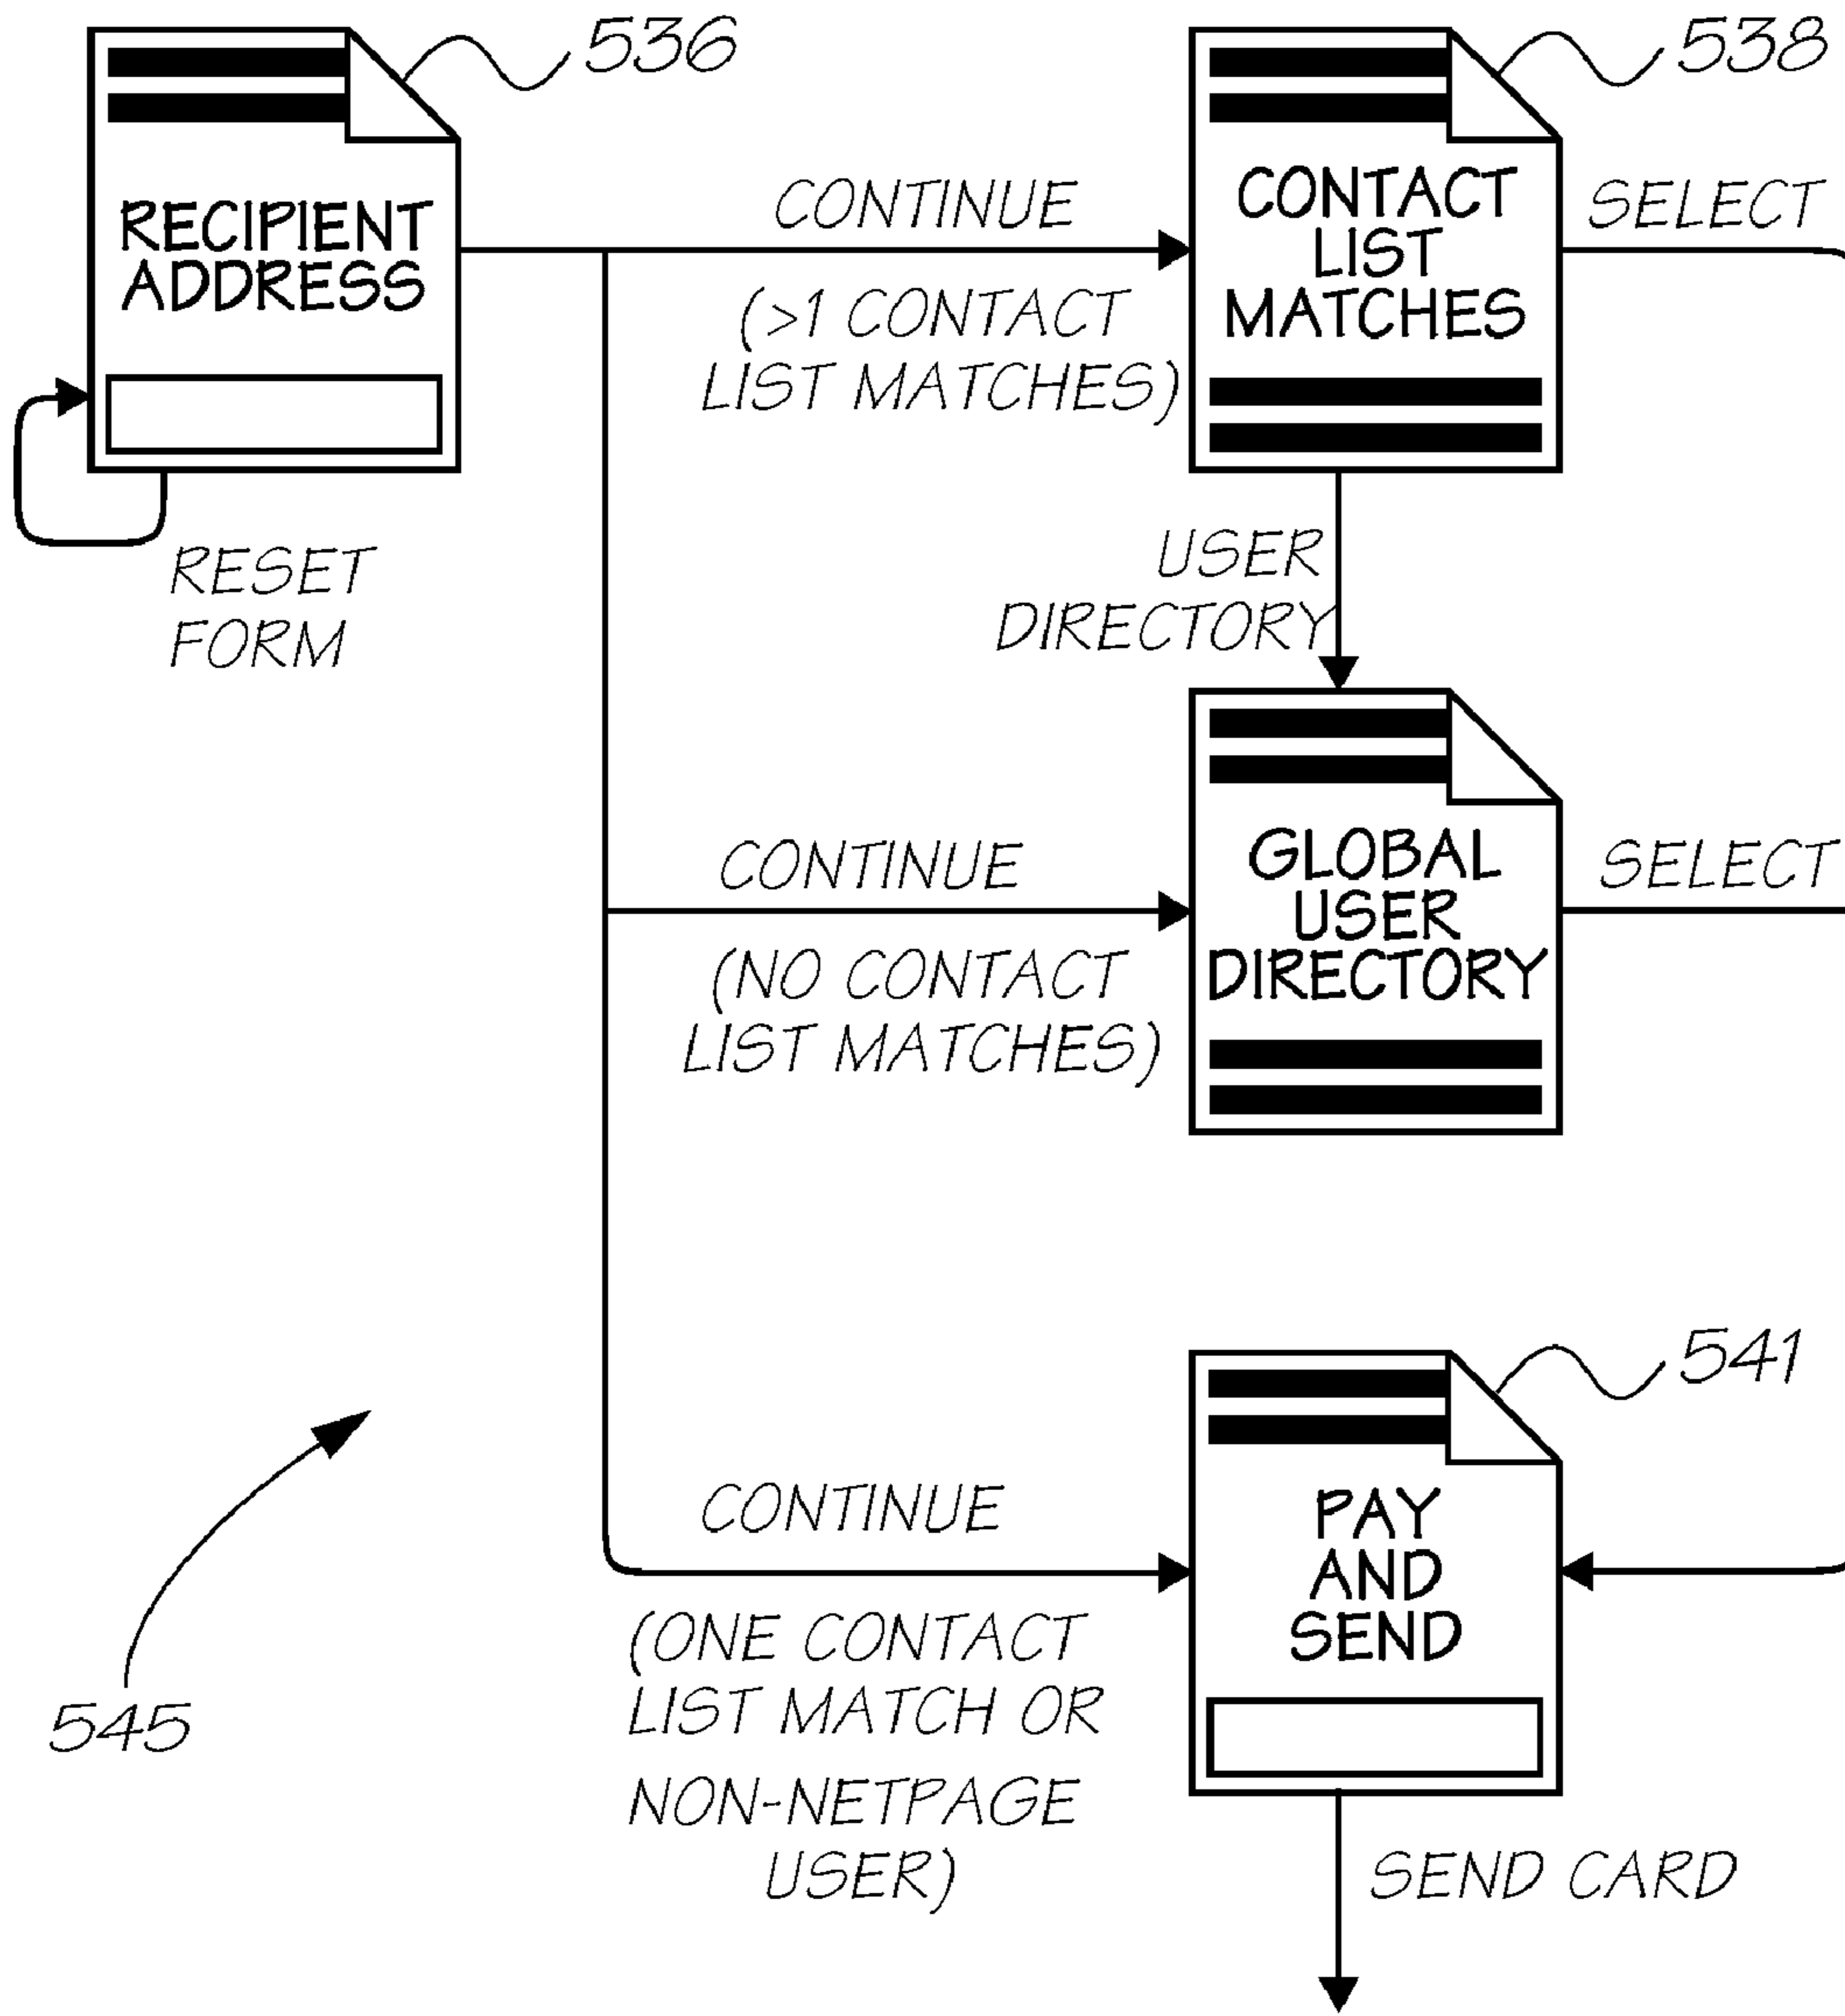 536
538
RECIPIENT
ADDRESS
CONTINUE
(>1 CONTACT
LIST MATCHES)
CONTACT
LIST
MATCHES
SELECT
RESET
FORM
USER
DIRECTORY
CONTINUE
(NO CONTACT
LIST MATCHES)
GLOBAL
USER
DIRECTORY
SELECT
541
CONTINUE
(ONE CONTACT
LIST MATCH OR
NON-NETPAGE
USER)
PAY
AND
SEND
545
SEND CARD